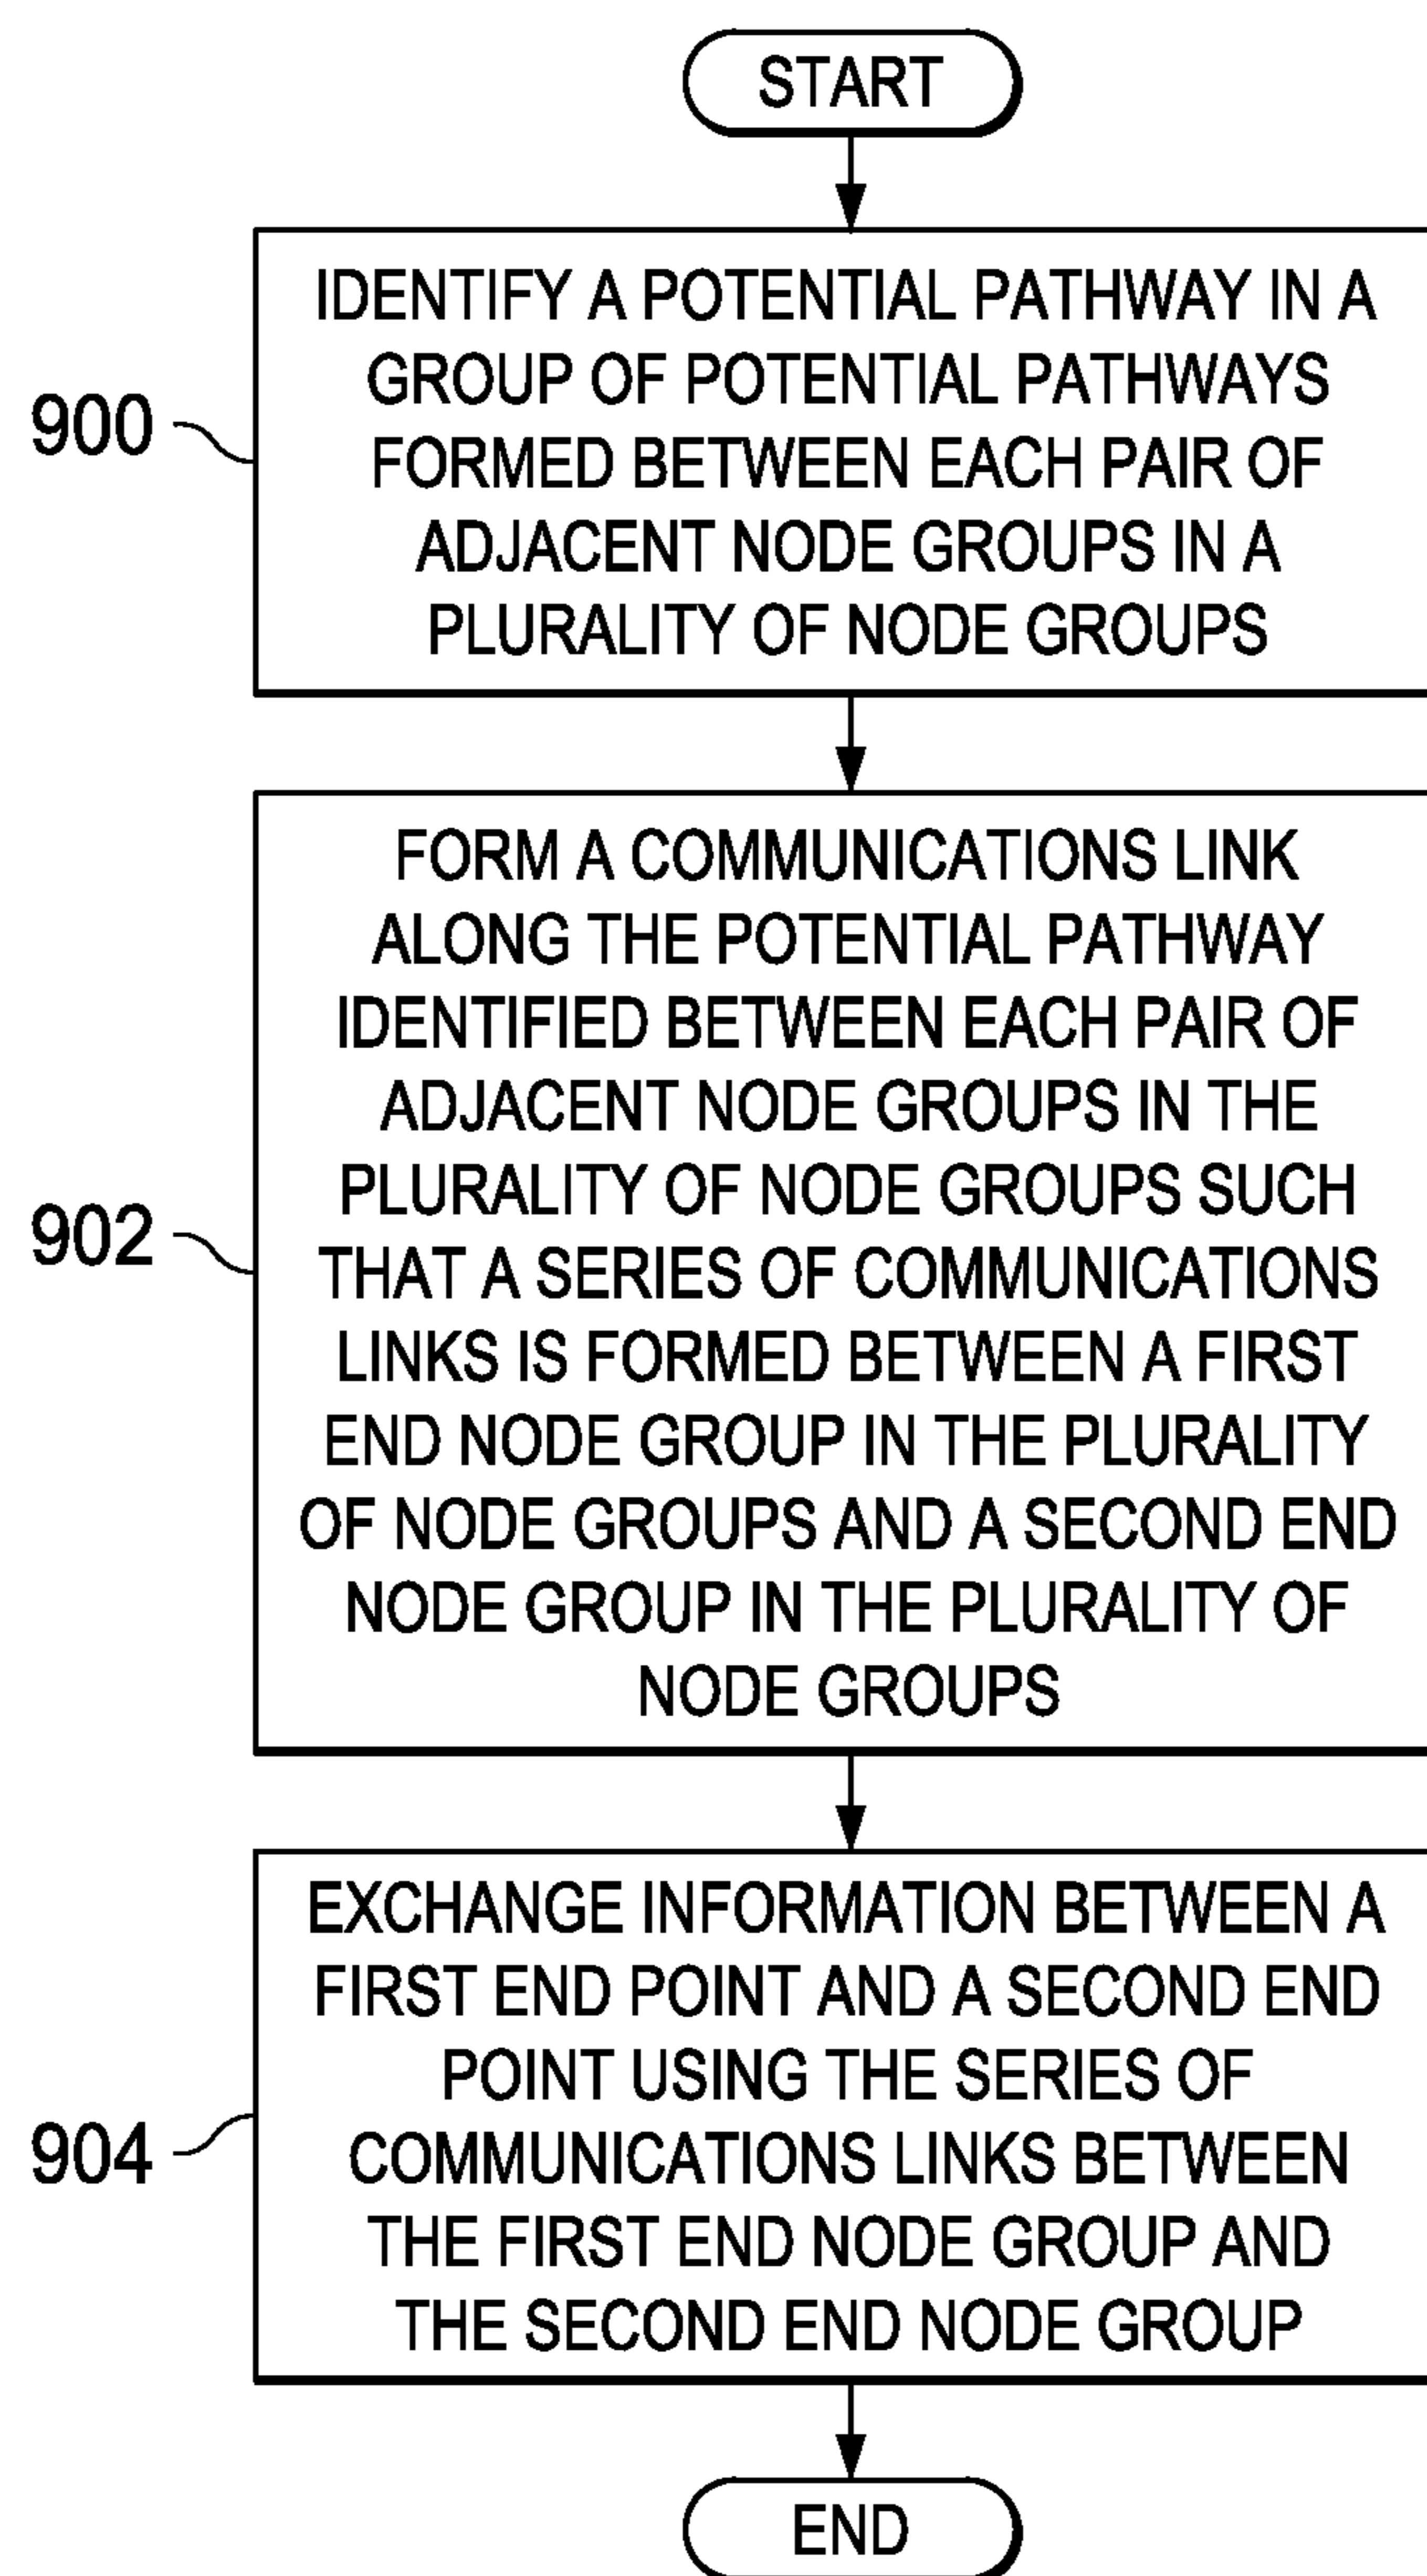 START
IDENTIFY A POTENTIAL PATHWAY IN A
GROUP OF POTENTIAL PATHWAYS
FORMED BETWEEN EACH PAIR OF
ADJACENT NODE GROUPS IN A
PLURALITY OF NODE GROUPS
900
FORM A COMMUNICATIONS LINK
ALONG THE POTENTIAL PATHWAY
IDENTIFIED BETWEEN EACH PAIR OF
ADJACENT NODE GROUPS IN THE
PLURALITY OF NODE GROUPS SUCH
THAT A SERIES OF COMMUNICATIONS
LINKS IS FORMED BETWEEN A FIRST
END NODE GROUP IN THE PLURALITY
OF NODE GROUPS AND A SECOND END
NODE GROUP IN THE PLURALITY OF
NODE GROUPS
902
EXCHANGE INFORMATION BETWEEN A
FIRST END POINT AND A SECOND END
POINT USING THE SERIES OF
COMMUNICATIONS LINKS BETWEEN
THE FIRST END NODE GROUP AND
THE SECOND END NODE GROUP
904
END